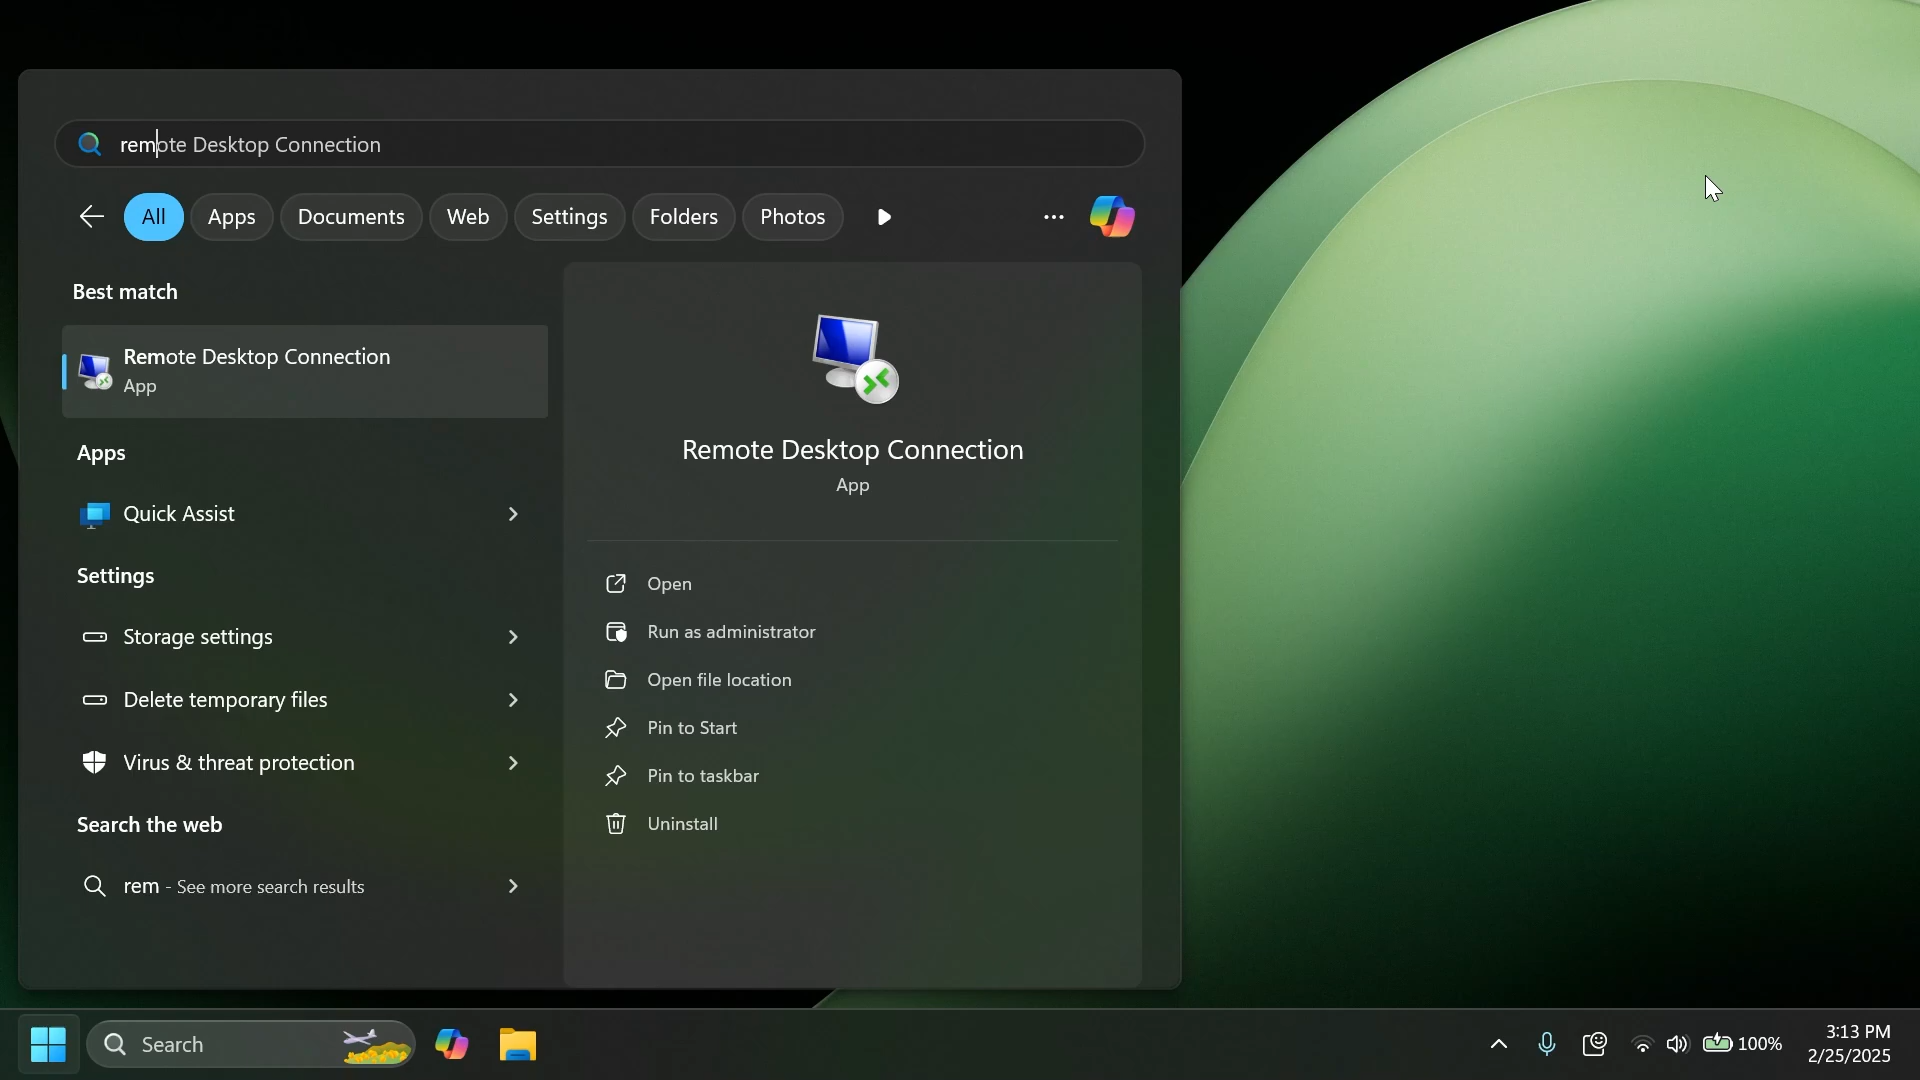 remote Desktop Connection
All
Apps
Documents
Web
Settings
Folders
Photos
Best match
Remote Desktop Connection
App
Apps
Quick Assist
Settings
Storage settings
Delete temporary files
Virus & threat protection
Search the web
rem - See more search results
Remote Desktop Connection
App
Open
Run as administrator
Open file location
Pin to Start
Pin to taskbar
Uninstall
Search
100%
3:13 PM
2/25/2025